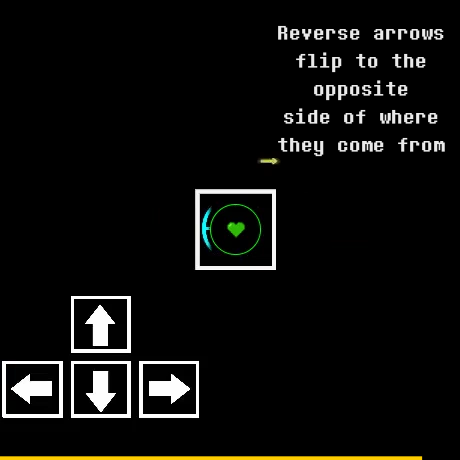 Reverse arrows
flip to the
opposite
side of where
they come from